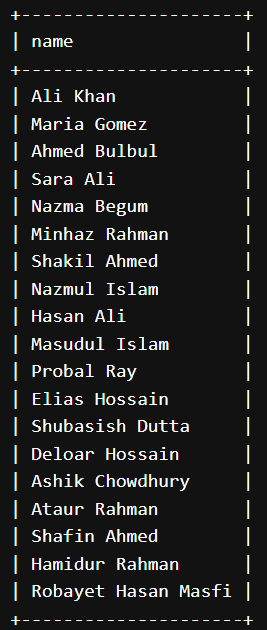 +---------------------+
| name                |
+---------------------+
| Ali Khan            |
| Maria Gomez         |
| Ahmed Bulbul        |
| Sara Ali            |
| Nazma Begum         |
| Minhaz Rahman       |
| Shakil Ahmed        |
| Nazmul Islam        |
| Hasan Ali           |
| Masudul Islam       |
| Probal Ray          |
| Elias Hossain       |
| Shubasish Dutta     |
| Deloar Hossain      |
| Ashik Chowdhury     |
| Ataur Rahman        |
| Shafin Ahmed        |
| Hamidur Rahman      |
| Robayet Hasan Masfi |
+---------------------+